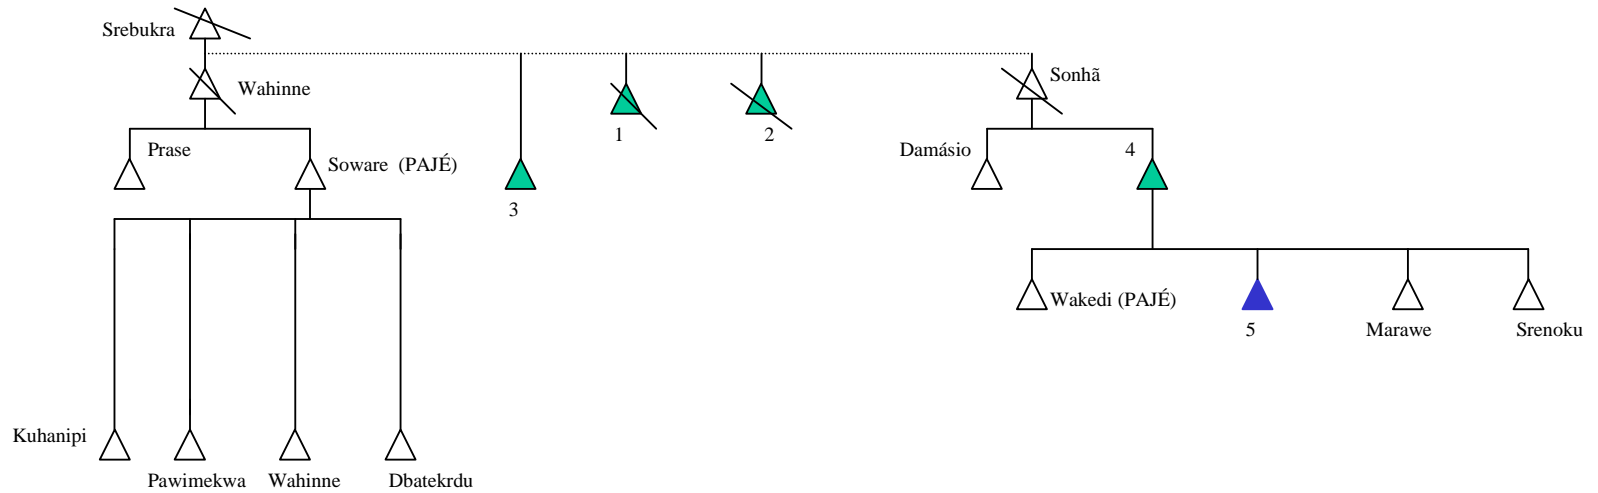 Srebukra
Wahinne
Sonhã
1
2
Prase
Soware (PAJÉ)
Damásio
4
3
Wakedi (PAJÉ)
5
Marawe
Srenoku
Kuhanipi
Pawimekwa
Wahinne
Dbatekrdu